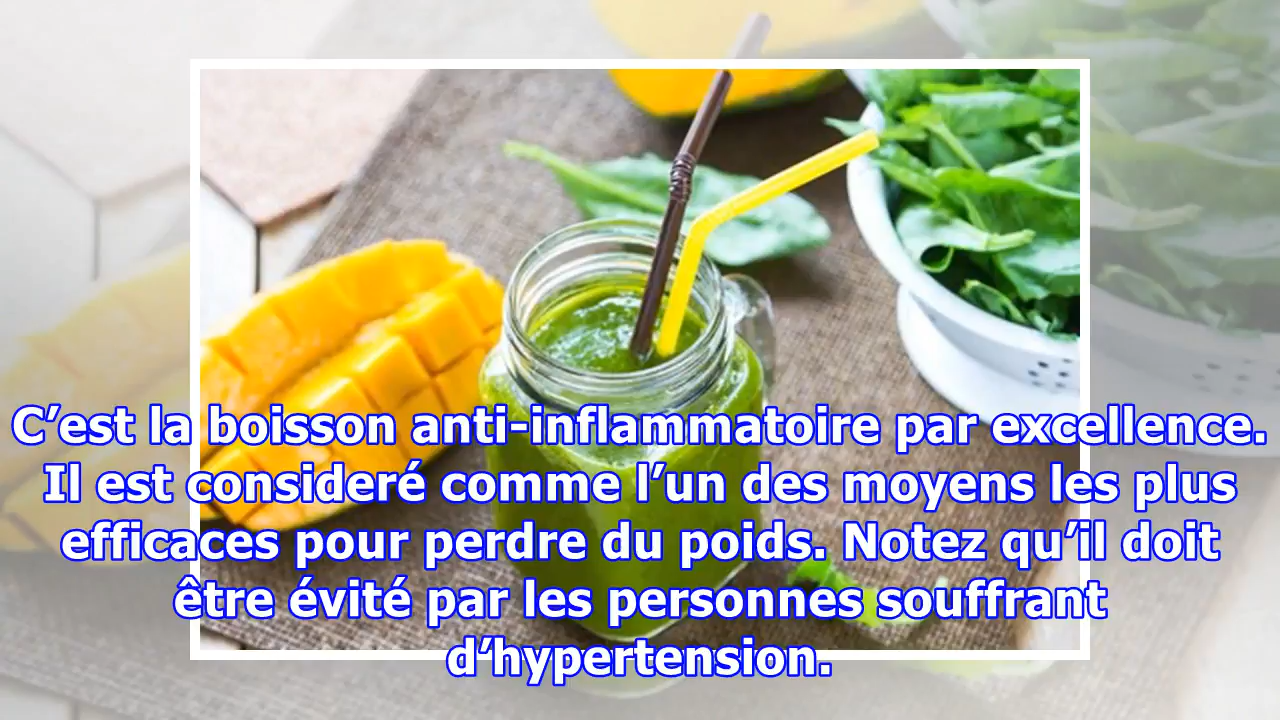 C’est la boisson anti-inflammatoire par excellence.
Il est consideré comme l’un des moyens les plus
efficaces pour perdre du poids. Notez qu’il doit
être évité par les personnes souffrant
d’hypertension.